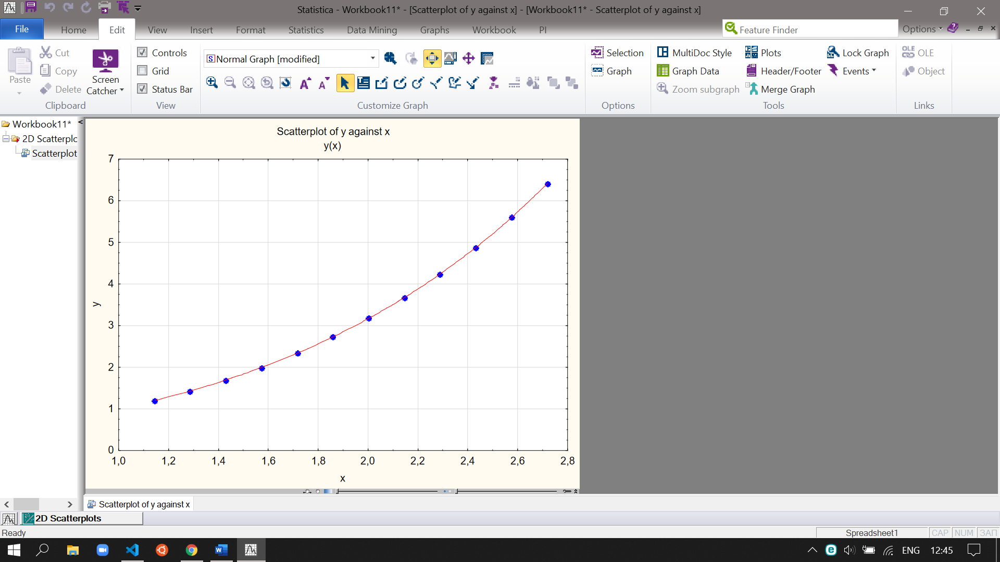 Statistica - Workbook11* - [Scatterplot of y against x] - [Workbook11* - Scatterplot of y against x]
File Home Edit View Insert Format Statistics Data Mining Graphs Workbook PI Feature Finder Options
Paste Cut Copy Delete Screen Catcher
Clipboard
Controls
Grid
Status Bar
View
S Normal Graph [modified]
Customize Graph
Selection
Graph
Options
MultiDoc Style Plots Lock Graph
Graph Data Header/Footer Events
Zoom subgraph Merge Graph
Tools
OLE OLE
Object
Links
Workbook11*
2D Scatterplc
Scatterplot
Scatterplot of y against x
y(x)
7
6
5
4
3
2
1
0
y
1,0 1,2 1,4 1,6 1,8 2,0 2,2 2,4 2,6 2,8
x
Scatterplot of y against x
2D Scatterplots
Ready Spreadsheet1 CAP NUM ЗАП
ENG 12:45